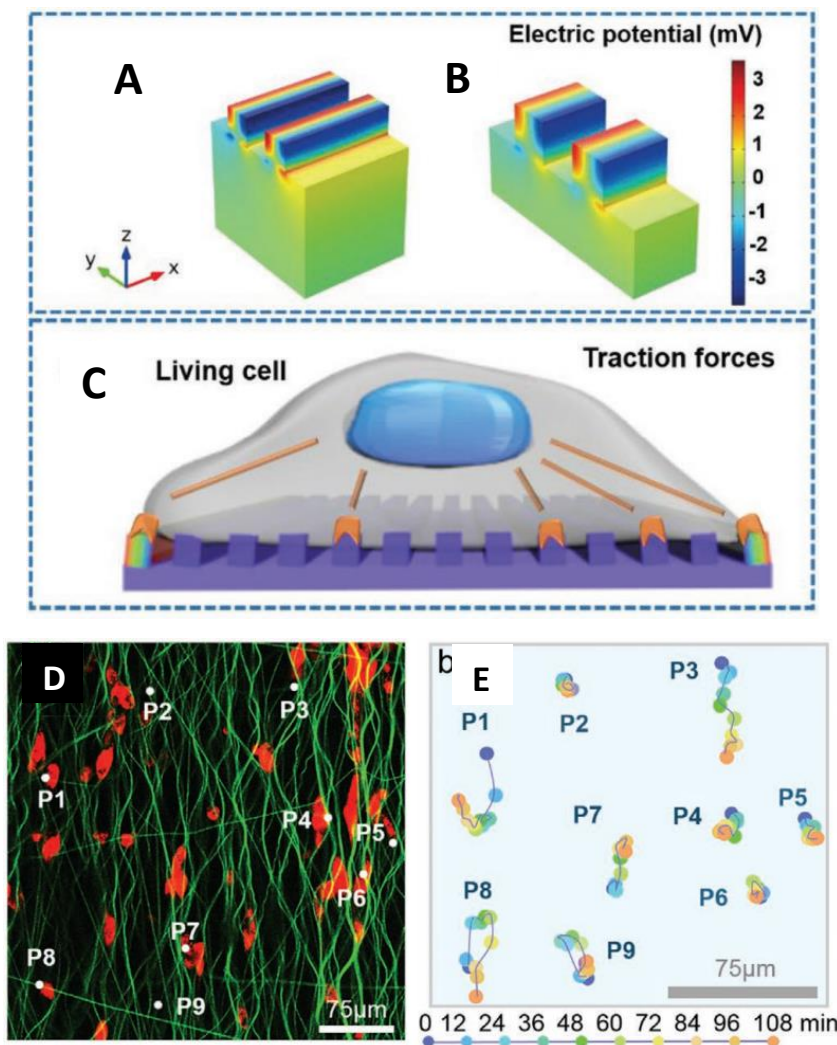 Electric potential (mV)
A
B
3
2
1
0
-1
-2
-3
z
y
x
C
Living cell
Traction forces
D
P2
P3
P1
P4
P5
P6
P7
P8
P9
75µm
b
E
P3
P1
P2
P7
P4
P5
P6
P8
P9
75µm
0 12 24 36 48 60 72 84 96 108 min